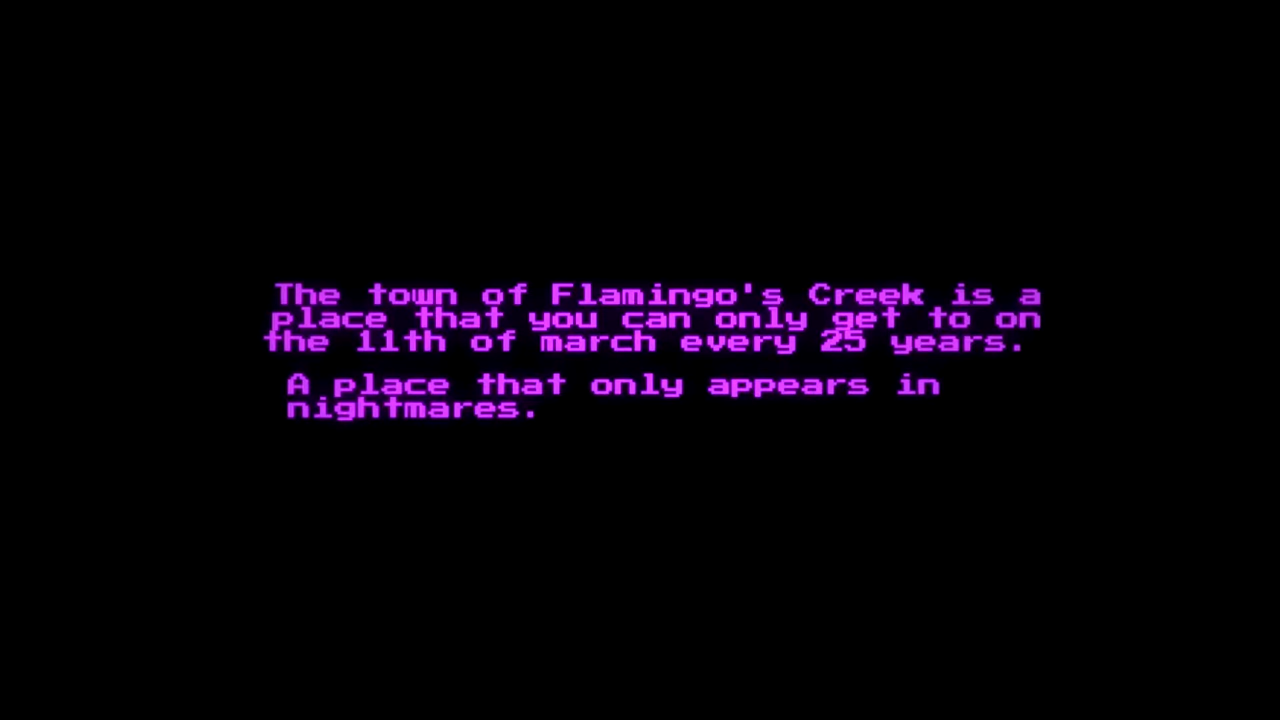 The town of Flamingo's Creek is a
place that you can only get to on
the 11th of march every 25 years.
A place that only appears in
nightmares.